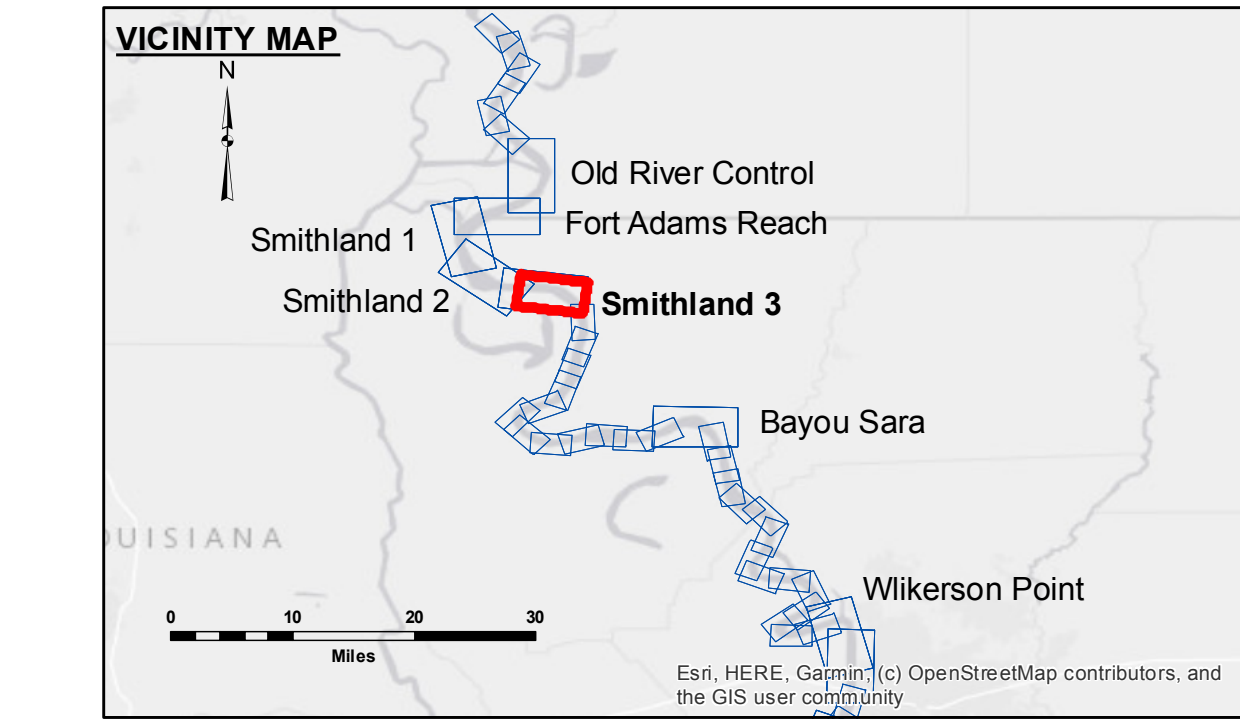 VICINITY MAP
N
Old River Control
Fort Adams Reach
Smithland 1
Smithland 2
Smithland 3
Bayou Sara
OUISIANA
Wlikerson Point
0 10 20 30
Miles
Esri, HERE, Garmin, (c) OpenStreetMap contributors, and
the GIS user community